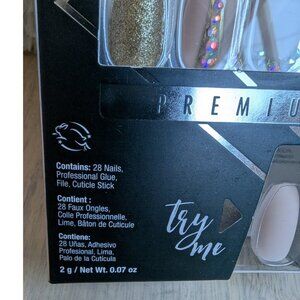 PREMIU
Contains: 28 Nails,
Professional Glue,
File, Cuticle Stick
Contient :
28 Faux Ongles,
Colle Professionnelle,
Lime, Bâton de Cuticule
Contiene:
28 Uñas, Adhesivo
Profesional, Lima,
Palo de la Cutícula
2 g / Net Wt. 0.07 oz
try
me